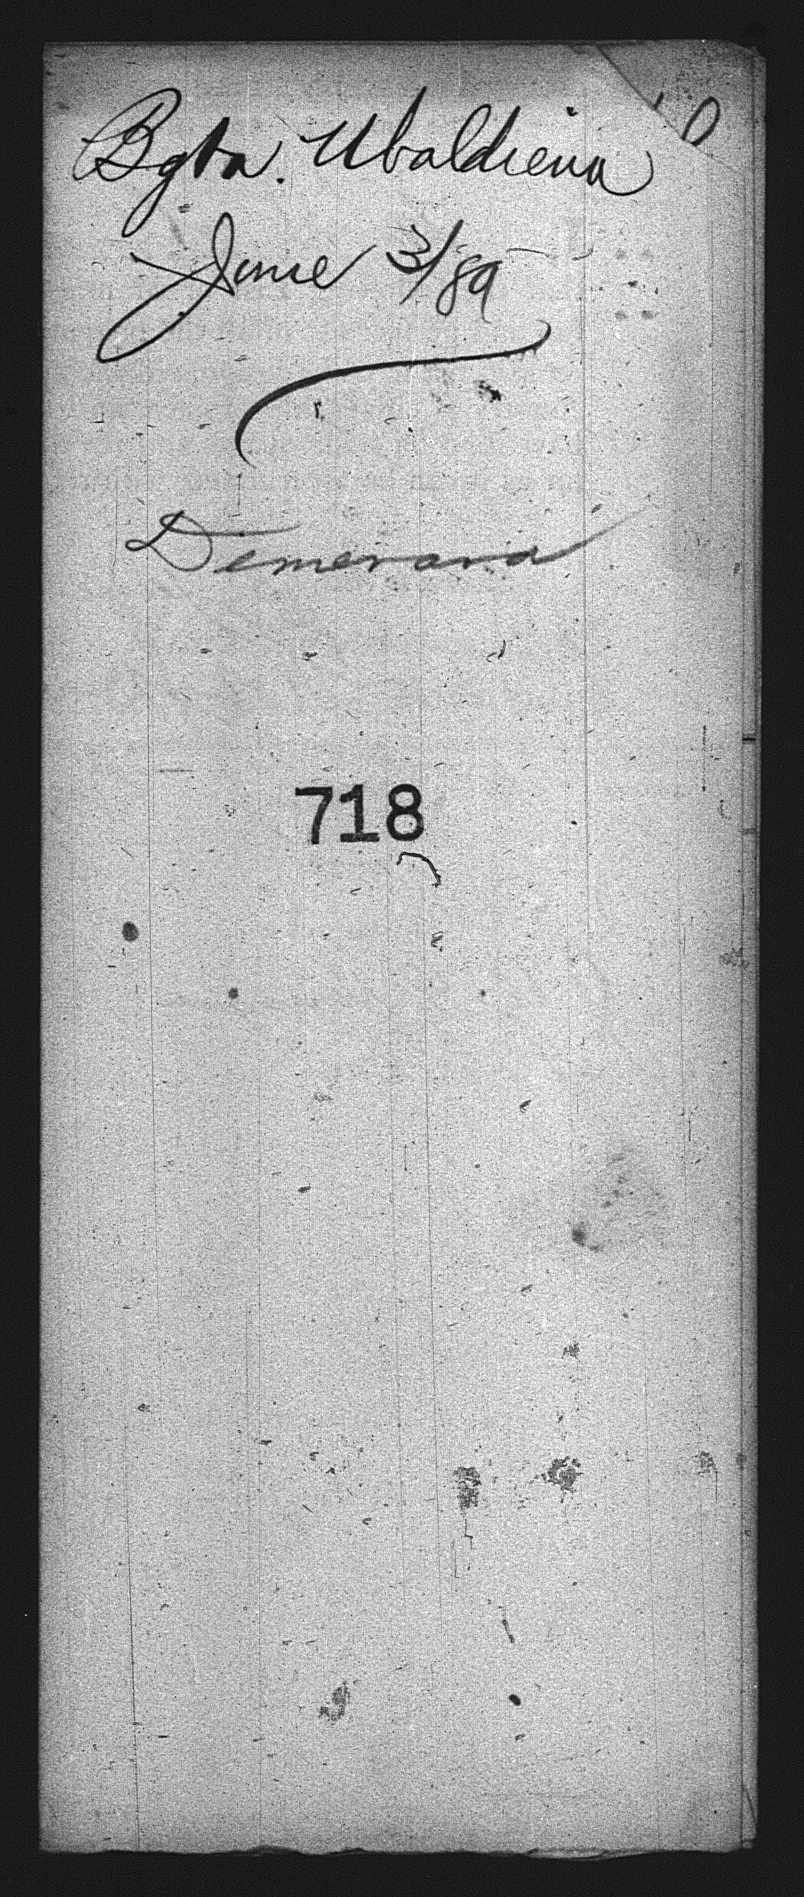 Bgtn. Ubaldiena
June 3/89
Demerara
718